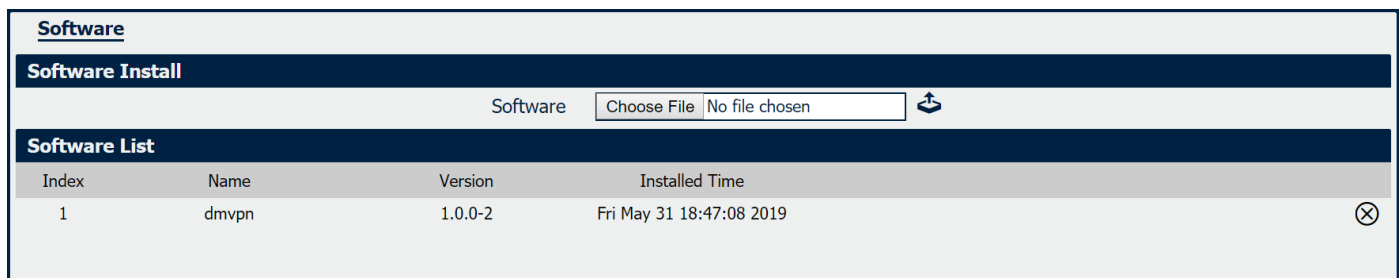 Software
Software Install
Software Choose File No file chosen
Software List
Index Name Version Installed Time
1 dmvpn 1.0.0-2 Fri May 31 18:47:08 2019